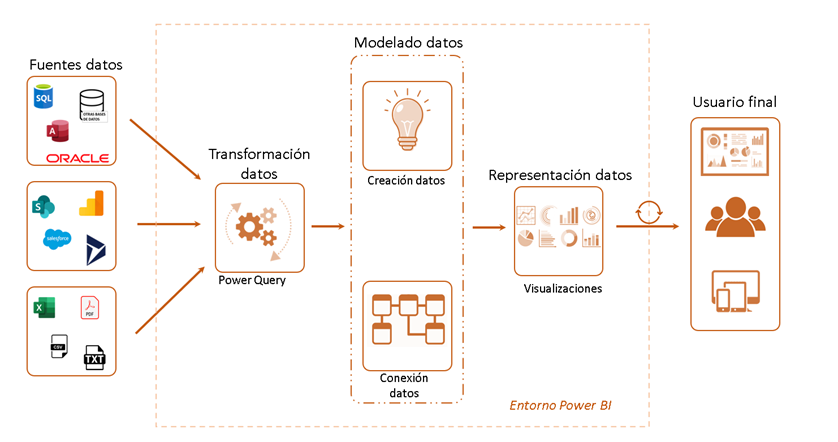 Fuentes datos
SQL
OTRAS BASES
DE DATOS
A
ORACLE
S
salesforce
X
PDF
CSV
TXT
Transformación
datos
Power Query
Modelado datos
Creación datos
Conexión
datos
Representación datos
Visualizaciones
Entorno Power BI
Usuario final